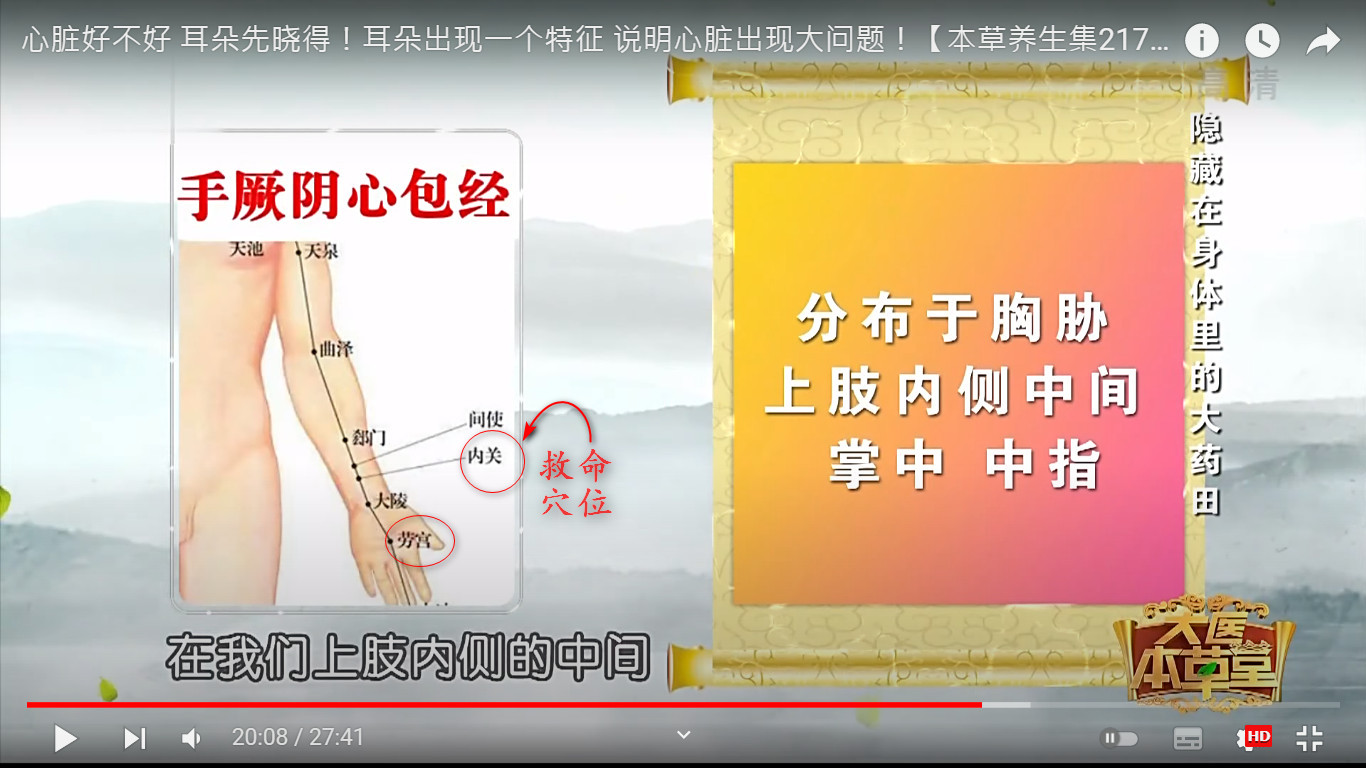 心脏好不好 耳朵先晓得！耳朵出现一个特征 说明心脏出现大问题！【本草养生集217...
高清
隐藏在身体里的大药田
手厥阴心包经
天池
天泉
曲泽
郄门
间使
内关
大陵
劳宫
救命
穴位
分布于胸胁
上肢内侧中间
掌中 中指
在我们上肢内侧的中间
大医
本草堂
20:08 / 27:41
HD